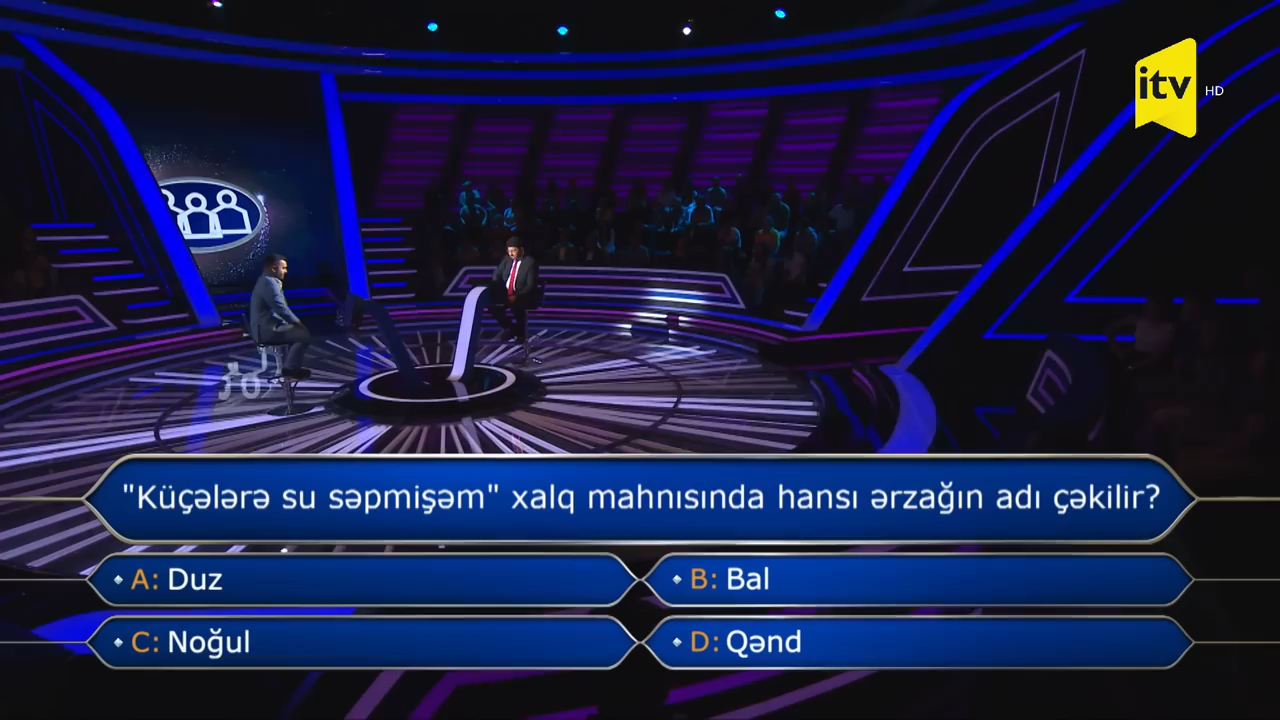 itv HD
"Küçələrə su səpmişəm" xalq mahnısında hansı ərzağın adı çəkilir?
A: Duz
B: Bal
C: Noğul
D: Qənd